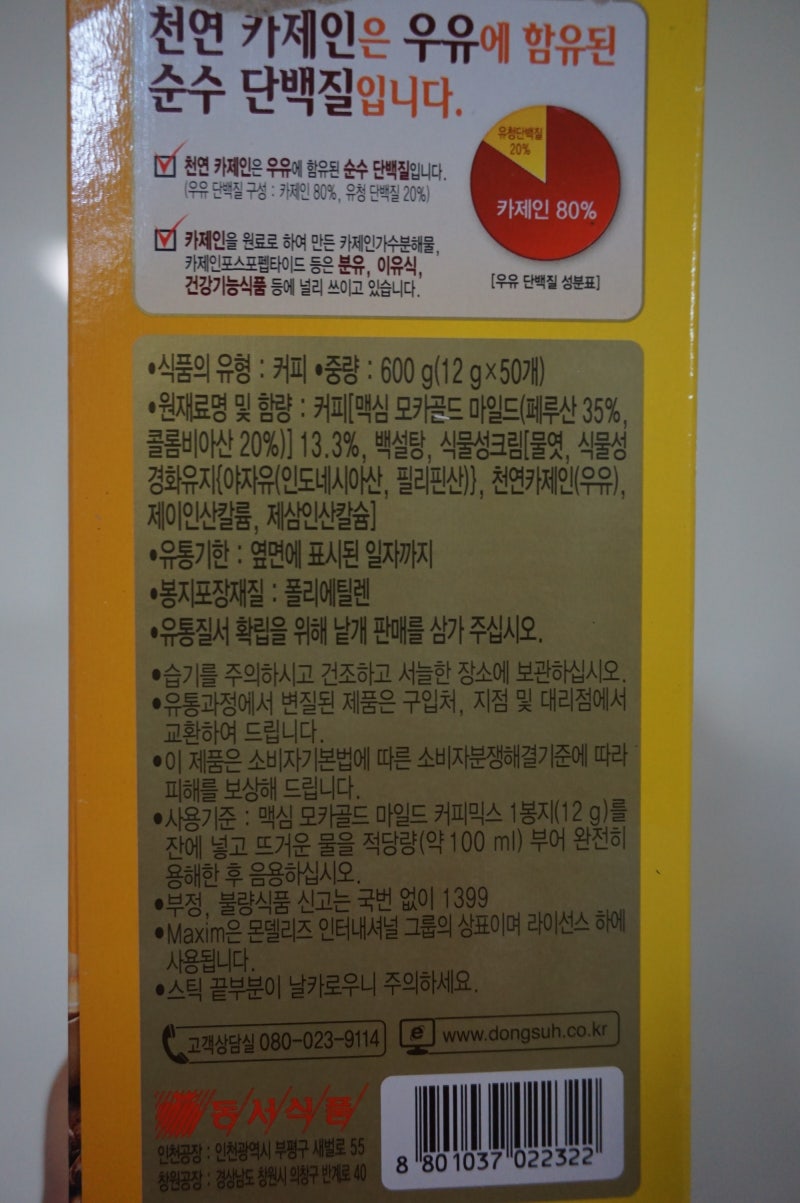 천연 카제인은 우유에 함유된
순수 단백질입니다.
유청단백질
20%
카제인 80%
[우유 단백질 성분표]
천연 카제인은 우유에 함유된 순수 단백질입니다.
(우유 단백질 구성 : 카제인 80%, 유청 단백질 20%)
카제인을 원료로 하여 만든 카제인가수분해물,
카제인포스포펩타이드 등은 분유, 이유식,
건강기능식품 등에 널리 쓰이고 있습니다.
•식품의 유형 : 커피 •중량 : 600 g(12 g×50개)
•원재료명 및 함량 : 커피[맥심 모카골드 마일드(페루산 35%,
콜롬비아산 20%)] 13.3%, 백설탕, 식물성크림[물엿, 식물성
경화유지{야자유(인도네시아산, 필리핀산)}, 천연카제인(우유),
제이인산칼륨, 제삼인산칼슘]
•유통기한 : 옆면에 표시된 일자까지
•봉지포장재질 : 폴리에틸렌
•유통질서 확립을 위해 낱개 판매를 삼가 주십시오.
•습기를 주의하시고 건조하고 서늘한 장소에 보관하십시오.
•유통과정에서 변질된 제품은 구입처, 지점 및 대리점에서
교환하여 드립니다.
•이 제품은 소비자기본법에 따른 소비자분쟁해결기준에 따라
피해를 보상해 드립니다.
•사용기준 : 맥심 모카골드 마일드 커피믹스 1봉지(12 g)를
잔에 넣고 뜨거운 물을 적당량(약 100 ml) 부어 완전히
용해한 후 음용하십시오.
•부정, 불량식품 신고는 국번 없이 1399
•Maxim은 몬델리즈 인터내셔널 그룹의 상표이며 라이선스 하에
사용됩니다.
•스틱 끝부분이 날카로우니 주의하세요.
고객상담실 080-023-9114
e www.dongsuh.co.kr
동서식품
인천공장 : 인천광역시 부평구 새벌로 55
창원공장 : 경상남도 창원시 의창구 반계로 40
8 801037 022322